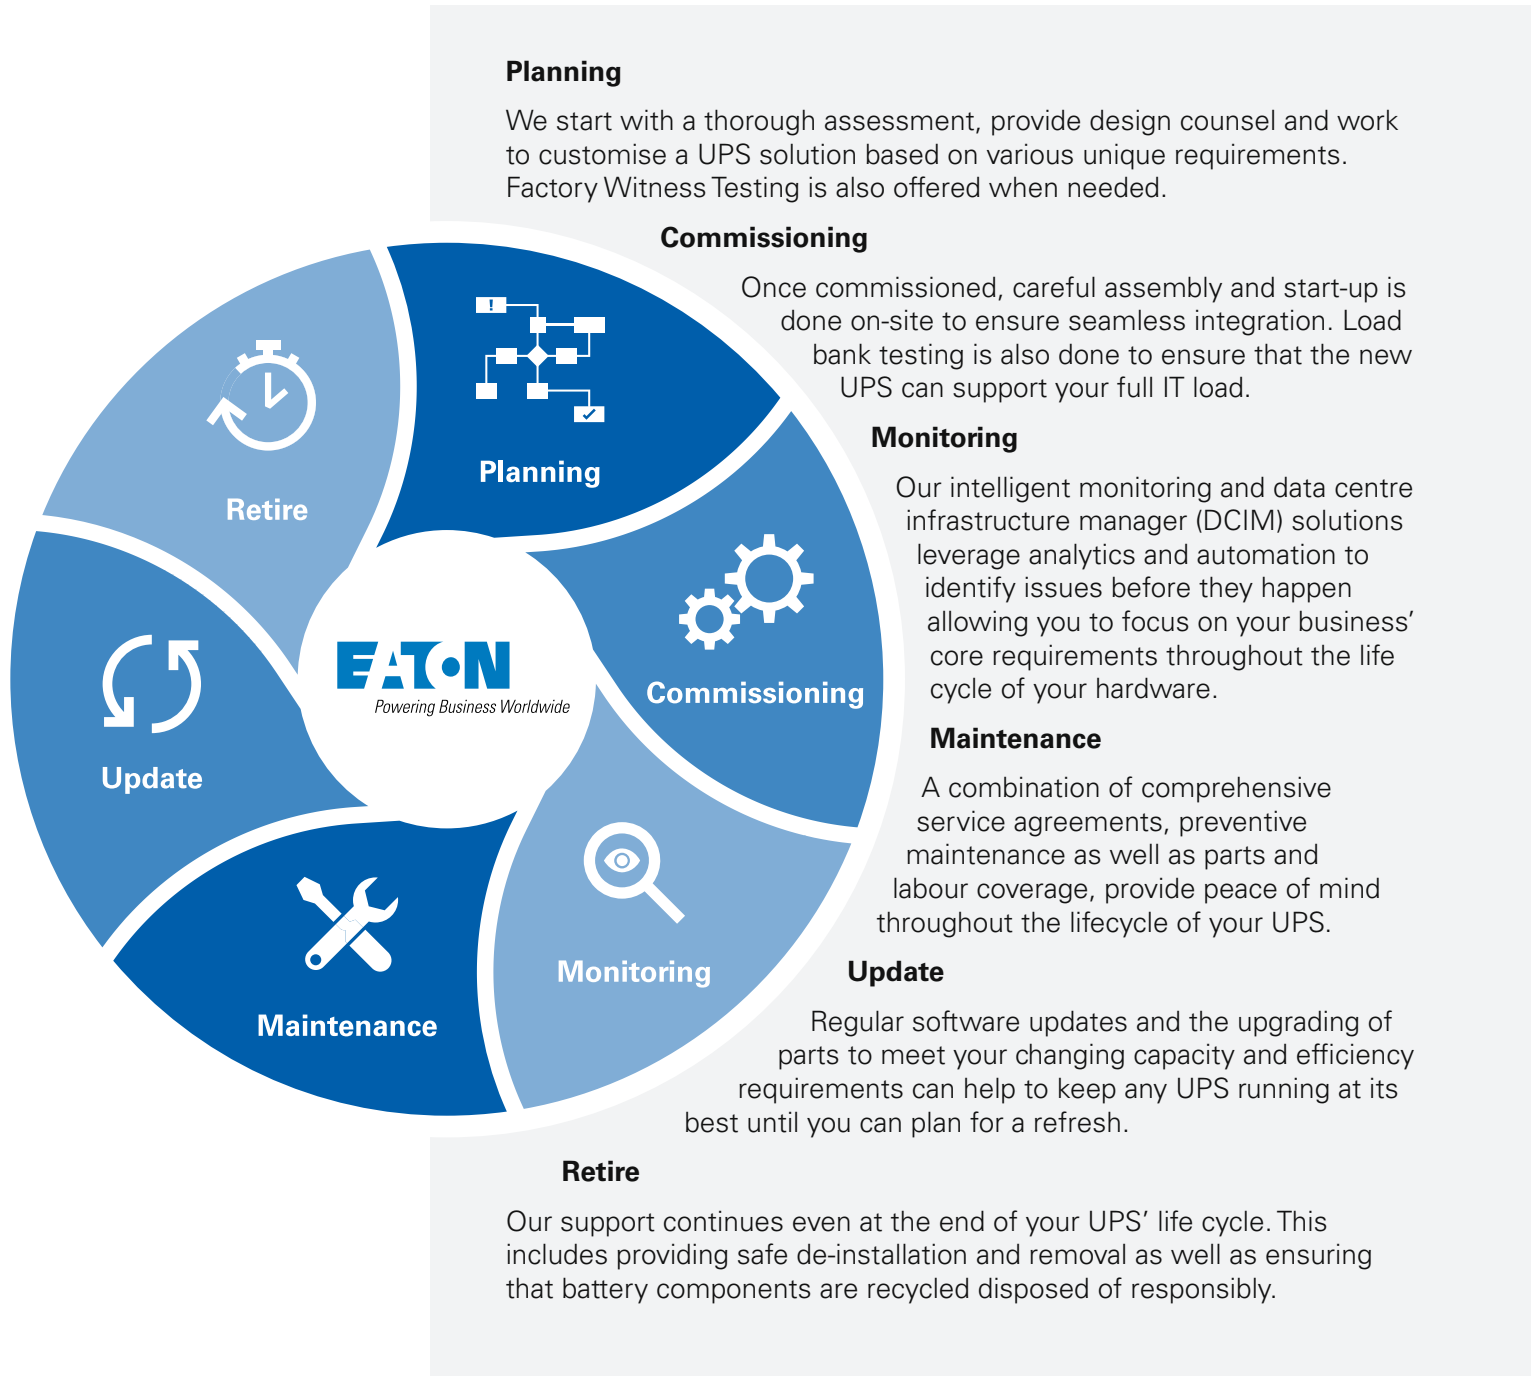 Planning
We start with a thorough assessment, provide design counsel and work
to customise a UPS solution based on various unique requirements.
Factory Witness Testing is also offered when needed.
Commissioning
Once commissioned, careful assembly and start-up is
done on-site to ensure seamless integration. Load
bank testing is also done to ensure that the new
UPS can support your full IT load.
Monitoring
Our intelligent monitoring and data centre
infrastructure manager (DCIM) solutions
leverage analytics and automation to
identify issues before they happen
allowing you to focus on your business’
core requirements throughout the life
cycle of your hardware.
Maintenance
A combination of comprehensive
service agreements, preventive
maintenance as well as parts and
labour coverage, provide peace of mind
throughout the lifecycle of your UPS.
Update
Regular software updates and the upgrading of
parts to meet your changing capacity and efficiency
requirements can help to keep any UPS running at its
best until you can plan for a refresh.
Retire
Our support continues even at the end of your UPS’ life cycle. This
includes providing safe de-installation and removal as well as ensuring
that battery components are recycled disposed of responsibly.
!
Planning
Commissioning
Monitoring
Maintenance
Update
Retire
EATON
Powering Business Worldwide